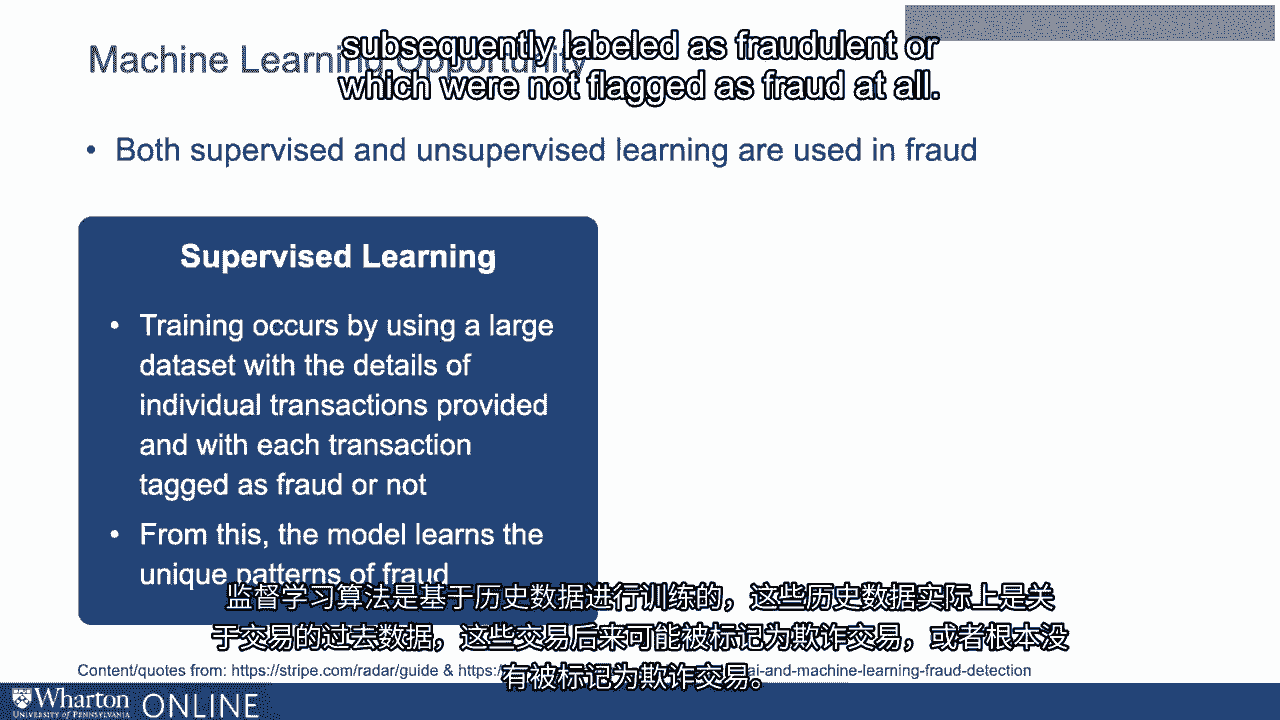 subsequently labeled as fraudulent or
which were not flagged as fraud at all.
Machine Learning Opportunity
• Both supervised and unsupervised learning are used in fraud
Supervised Learning
• Training occurs by using a large
dataset with the details of
individual transactions provided
and with each transaction
tagged as fraud or not
• From this, the model learns the
unique patterns of fraud
监督学习算法是基于历史数据进行训练的，这些历史数据实际上是关
于交易的过去数据，这些交易后来可能被标记为欺诈交易，或者根本没
有被标记为欺诈交易。
Content/quotes from: https://stripe.com/radar/guide & https:/ ai-and-machine-learning-fraud-detection
Wharton ONLINE
UNIVERSITY of PENNSYLVANIA